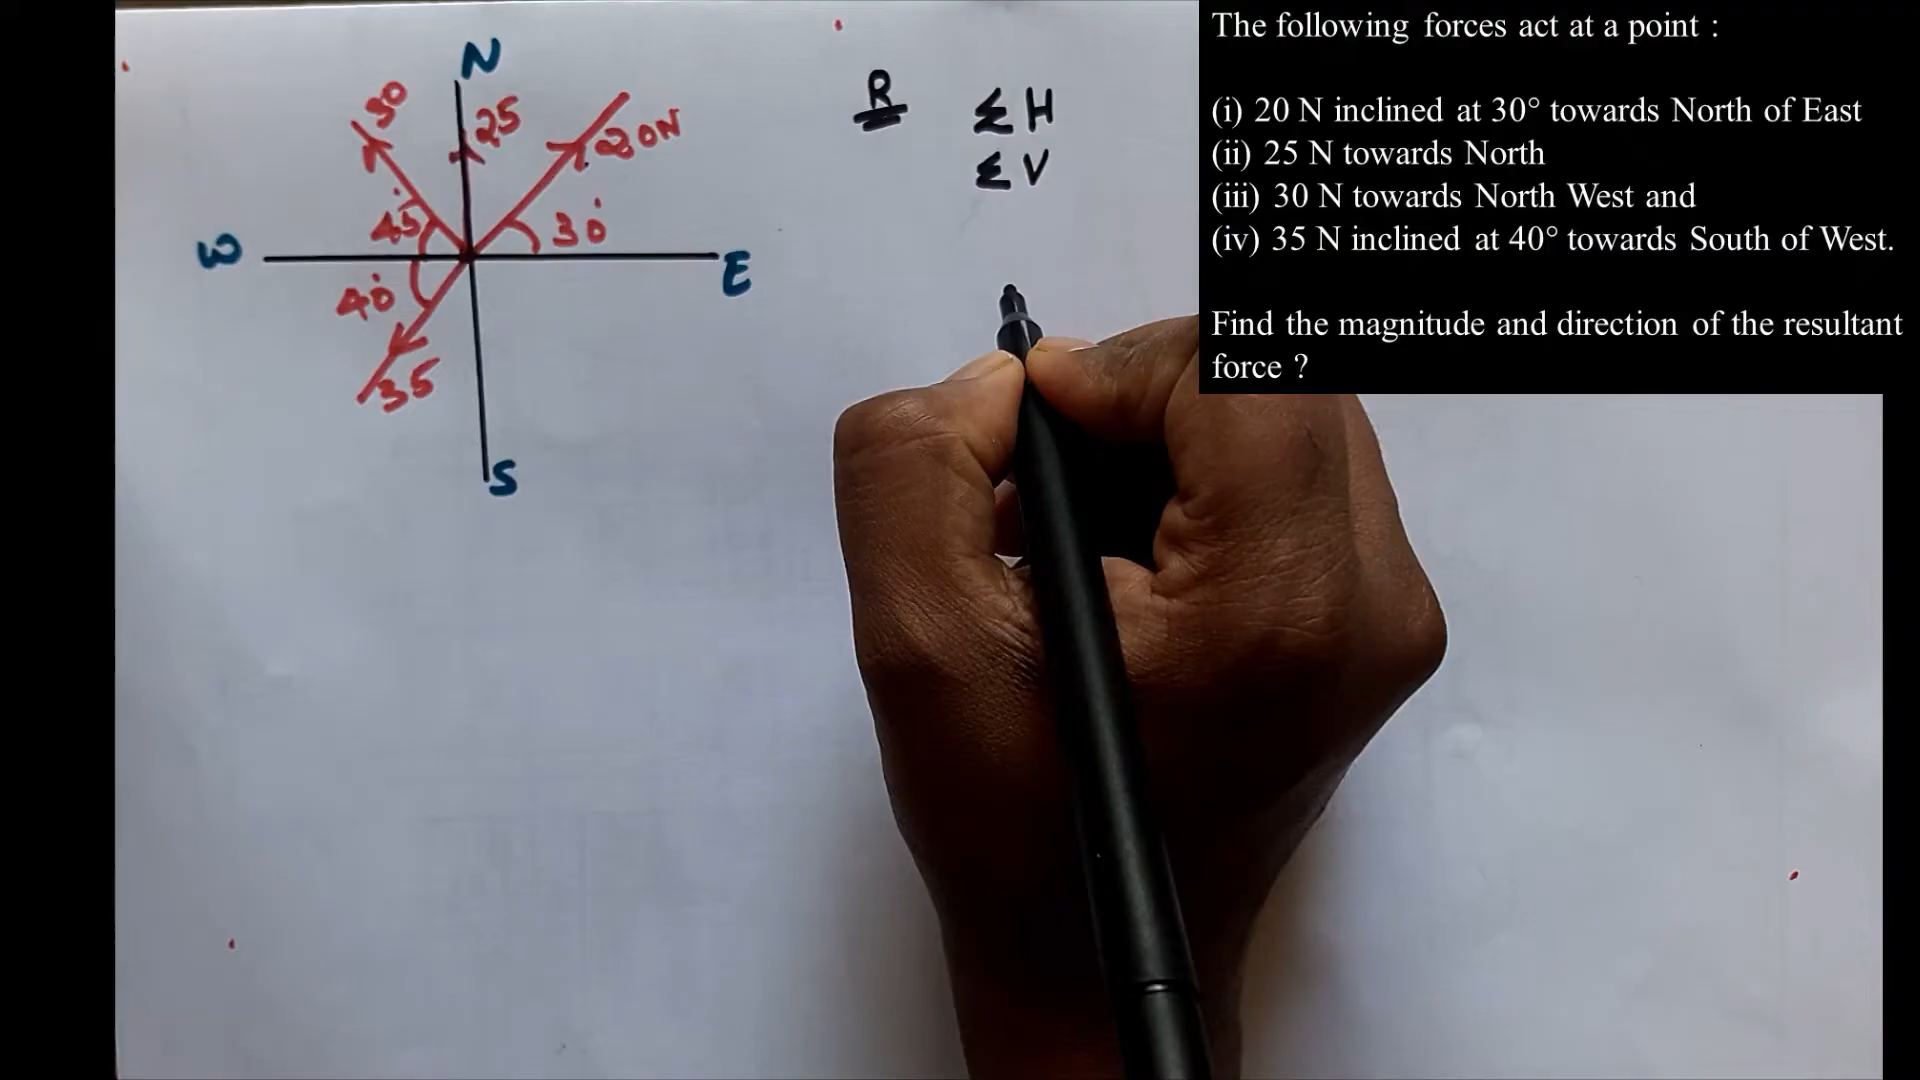 N
30
25
20N
45°
30°
W
E
40°
35
S
R
Σ H
Σ V
The following forces act at a point :
(i) 20 N inclined at 30° towards North of East
(ii) 25 N towards North
(iii) 30 N towards North West and
(iv) 35 N inclined at 40° towards South of West.
Find the magnitude and direction of the resultant
force ?